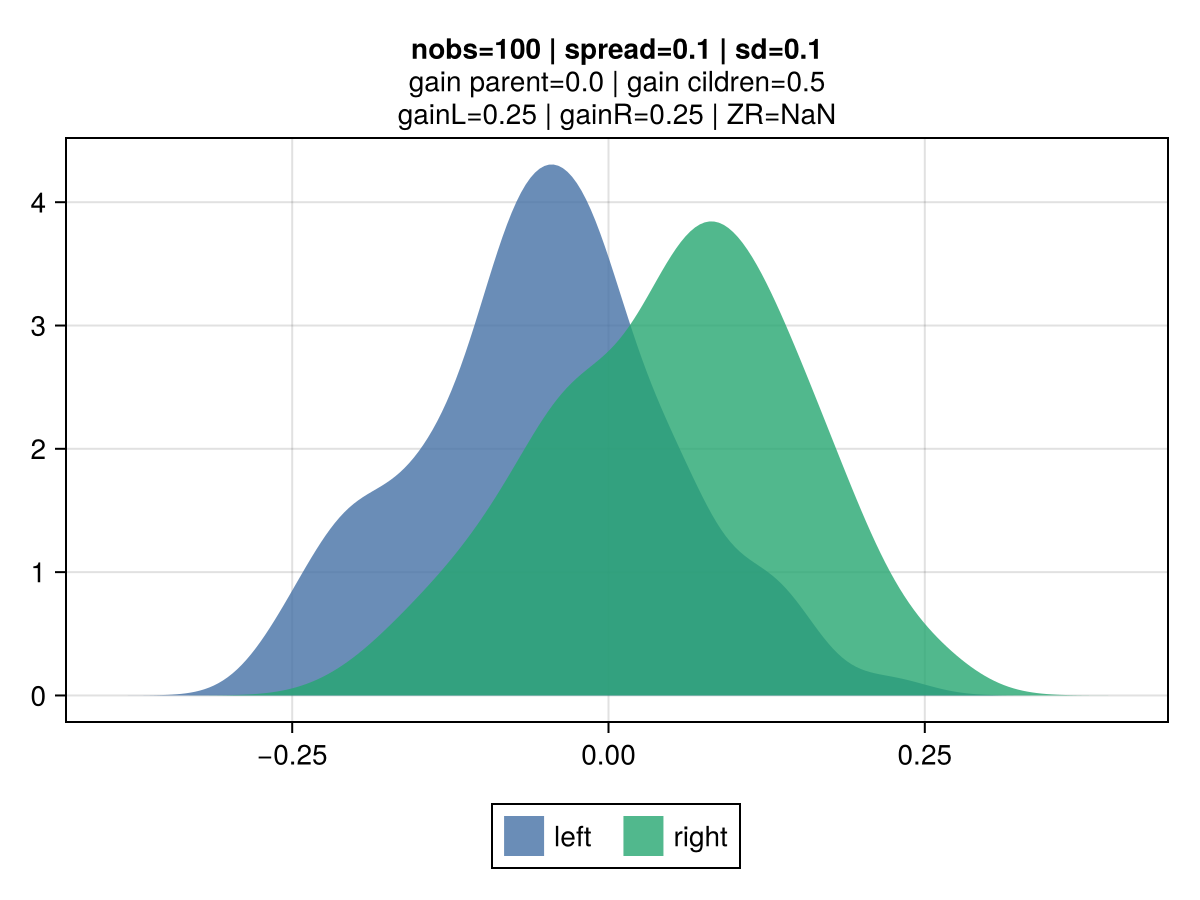 nobs=100 | spread=0.1 | sd=0.1
gain parent=0.0 | gain cildren=0.5
gainL=0.25 | gainR=0.25 | ZR=NaN
4
3
2
1
0
−0.25 0.00 0.25
left right